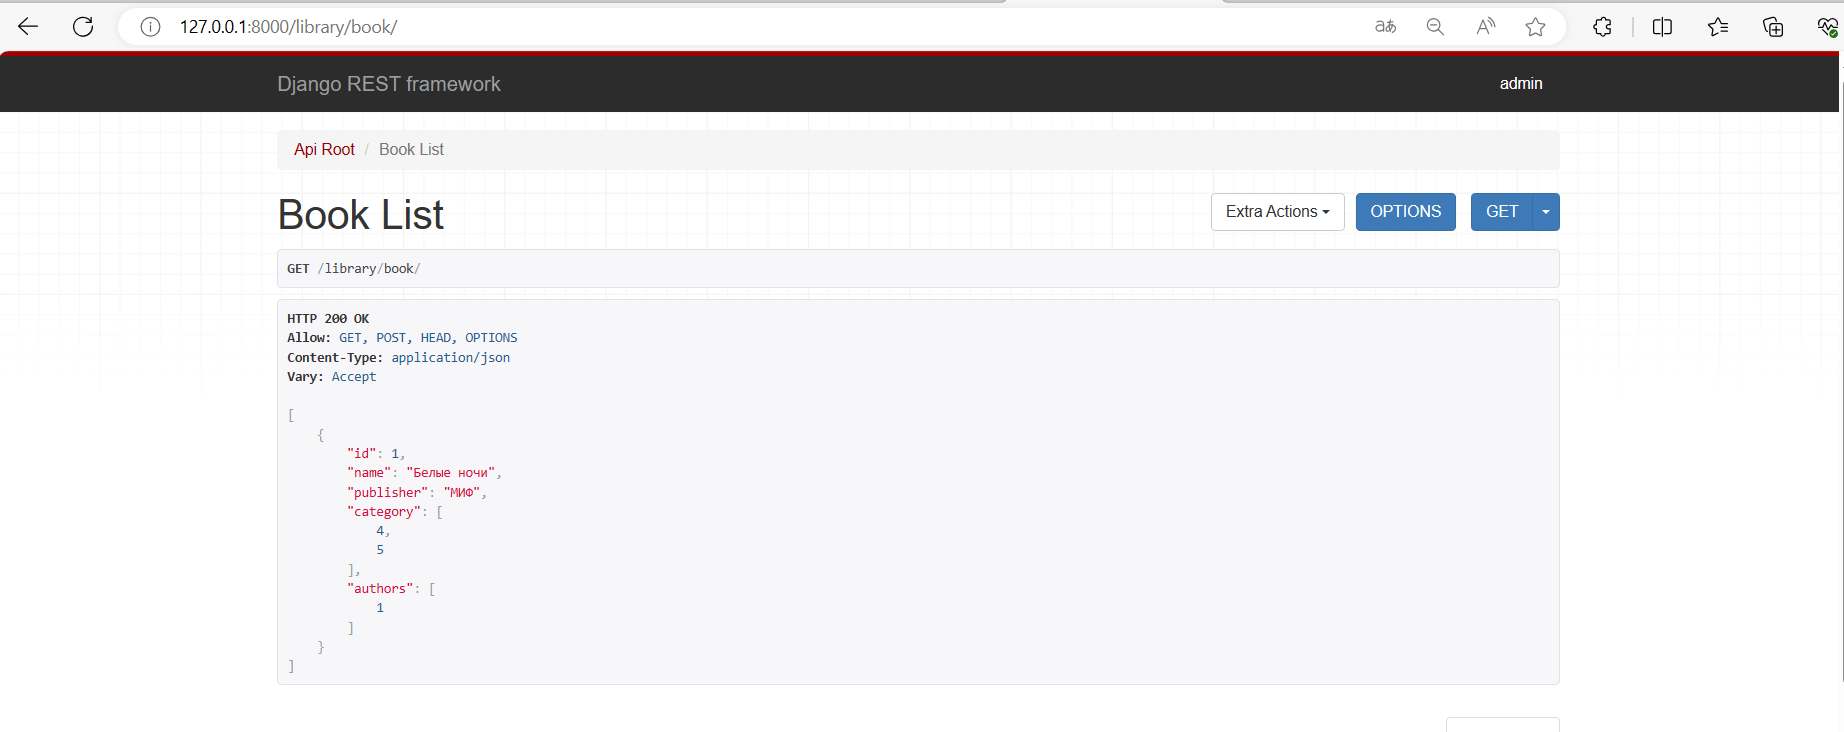 127.0.0.1:8000/library/book/
Django REST framework
admin
Api Root / Book List
Book List
Extra Actions
OPTIONS
GET
GET /library/book/
HTTP 200 OK
Allow: GET, POST, HEAD, OPTIONS
Content-Type: application/json
Vary: Accept
[
    {
        "id": 1,
        "name": "Белые ночи",
        "publisher": "МИФ",
        "category": [
            4,
            5
        ],
        "authors": [
            1
        ]
    }
]